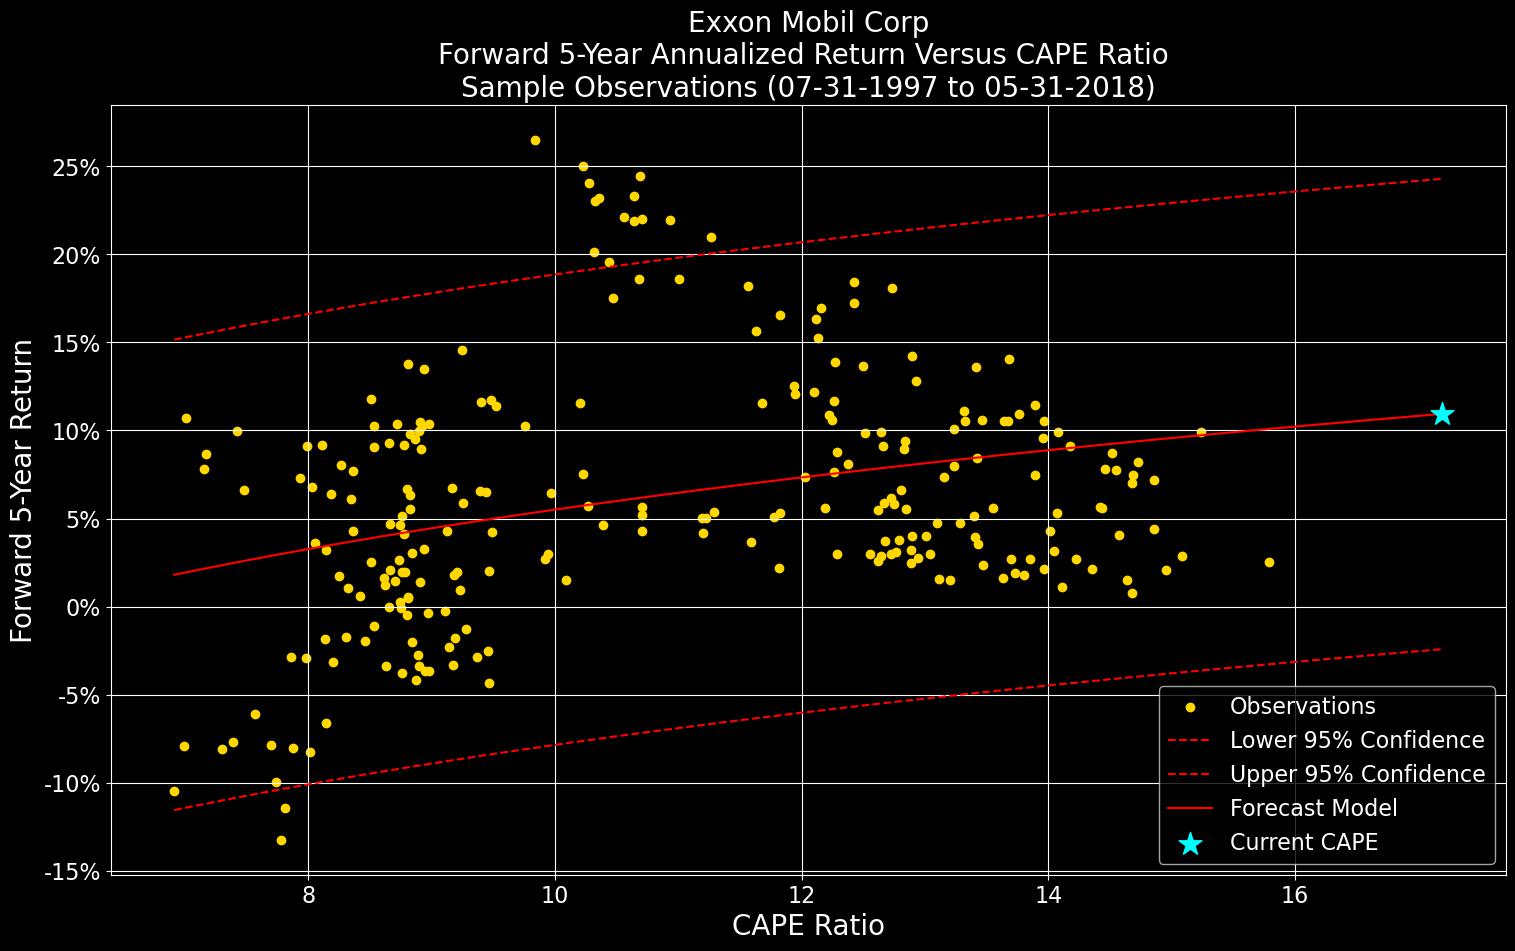 Exxon Mobil Corp
Forward 5-Year Annualized Return Versus CAPE Ratio
Sample Observations (07-31-1997 to 05-31-2018)
Forward 5-Year Return
25%
20%
15%
10%
5%
0%
-5%
-10%
-15%
8
10
12
14
16
CAPE Ratio
Observations
Lower 95% Confidence
Upper 95% Confidence
Forecast Model
Current CAPE